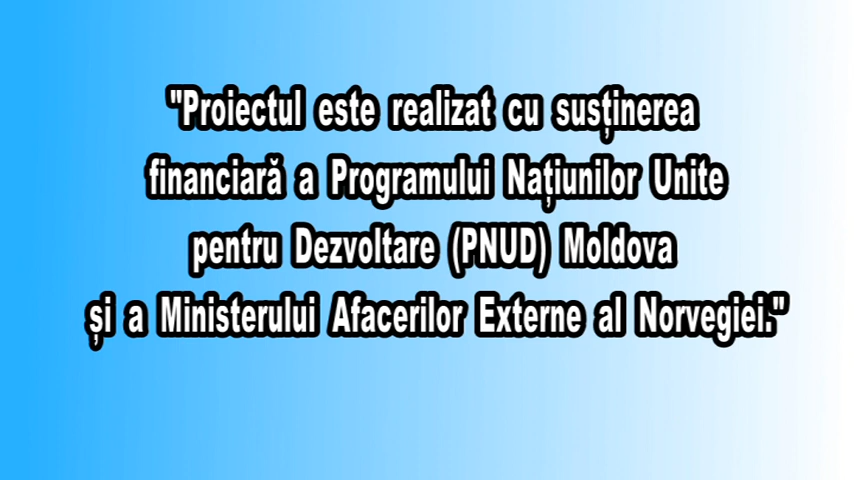 "Proiectul este realizat cu susținerea
financiară a Programului Națiunilor Unite
pentru Dezvoltare (PNUD) Moldova
și a Ministerului Afacerilor Externe al Norvegiei."